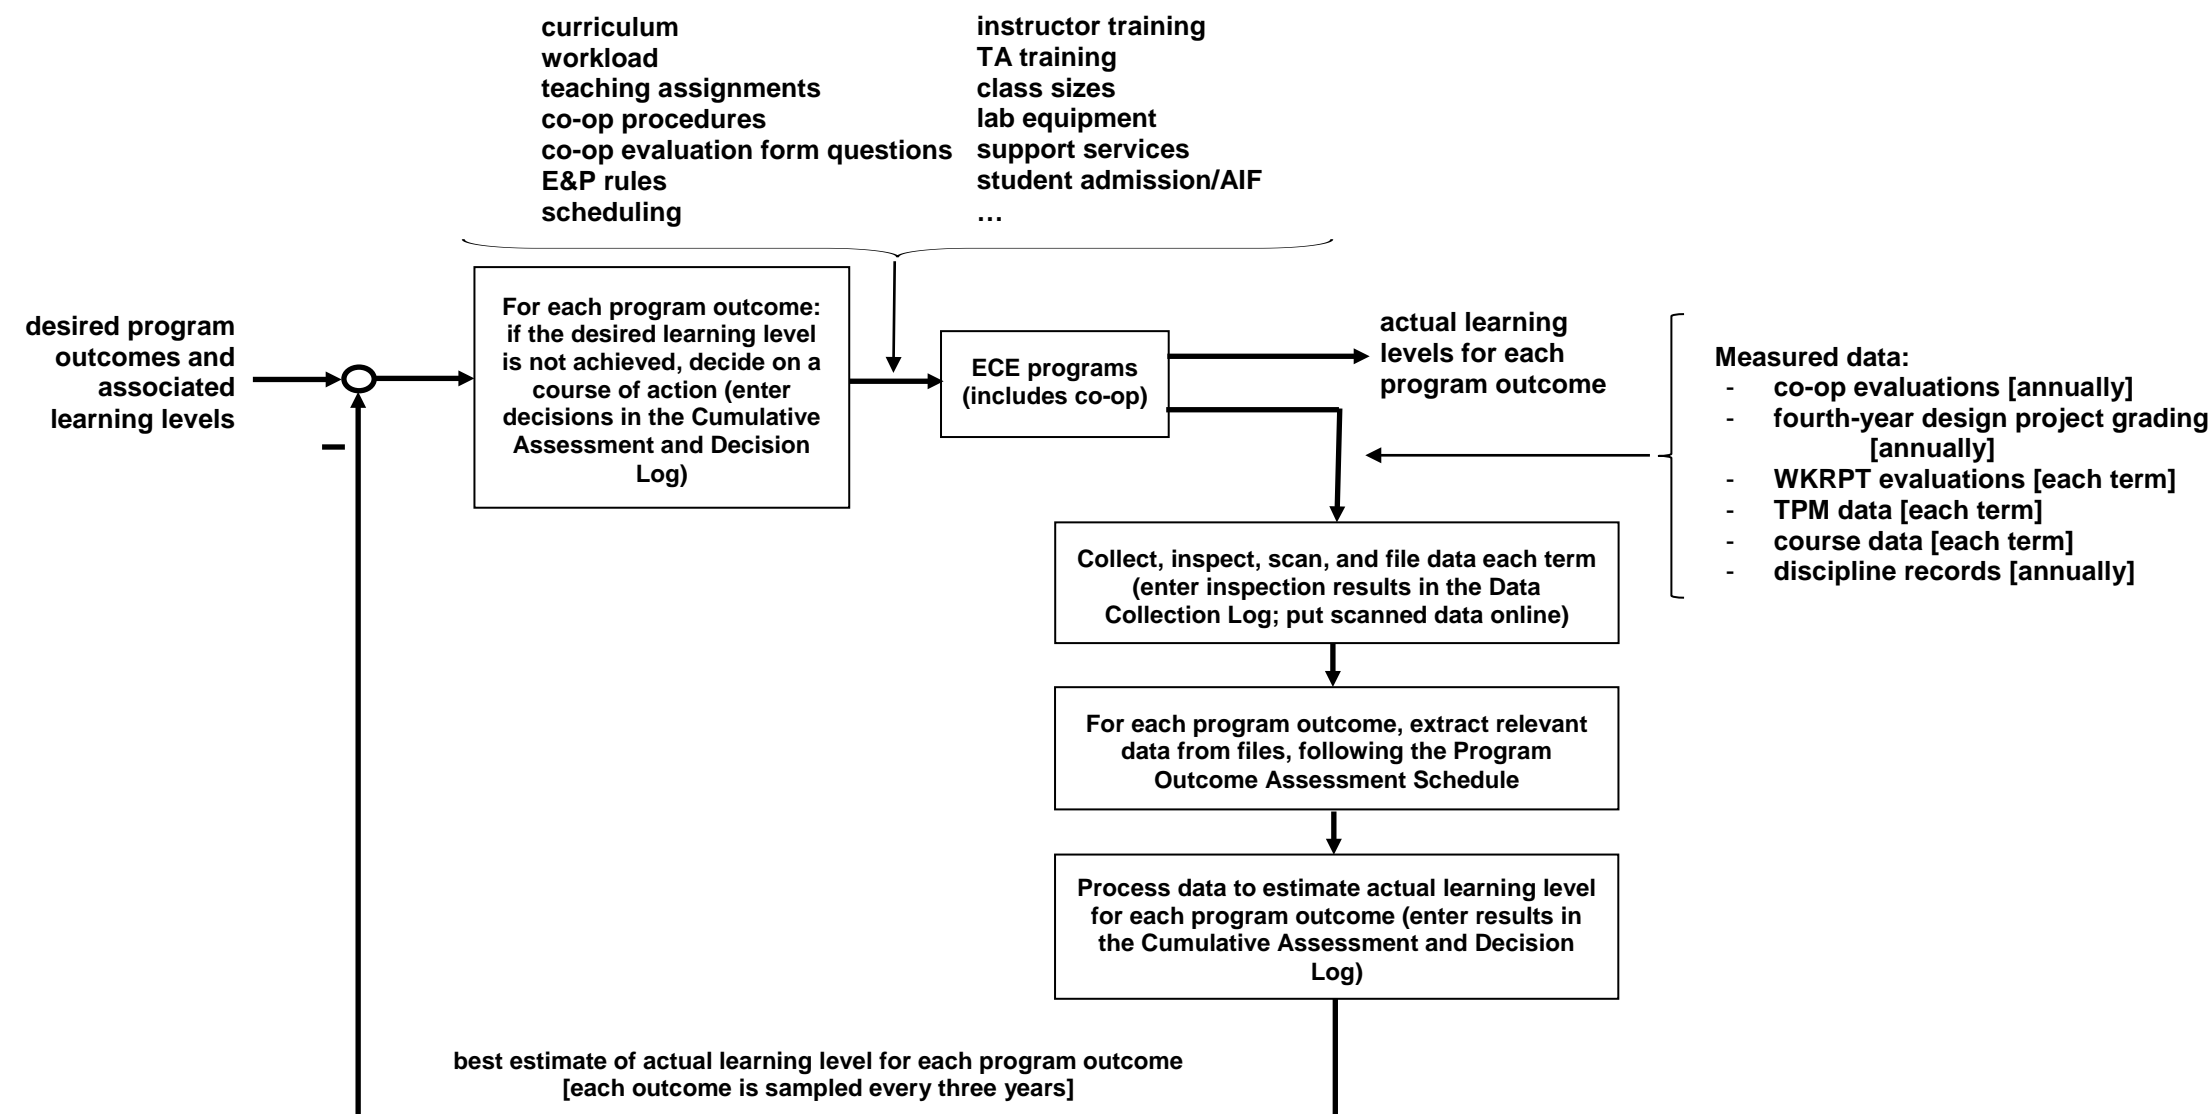 curriculum
workload
teaching assignments
co-op procedures
co-op evaluation form questions
E&P rules
scheduling
instructor training
TA training
class sizes
lab equipment
support services
student admission/AIF
…
desired program
outcomes and
associated
learning levels
–
For each program outcome:
if the desired learning level
is not achieved, decide on a
course of action (enter
decisions in the Cumulative
Assessment and Decision
Log)
ECE programs
(includes co-op)
actual learning
levels for each
program outcome
Measured data:
- co-op evaluations [annually]
- fourth-year design project grading
[annually]
- WKRPT evaluations [each term]
- TPM data [each term]
- course data [each term]
- discipline records [annually]
Collect, inspect, scan, and file data each term
(enter inspection results in the Data
Collection Log; put scanned data online)
For each program outcome, extract relevant
data from files, following the Program
Outcome Assessment Schedule
Process data to estimate actual learning level
for each program outcome (enter results in
the Cumulative Assessment and Decision
Log)
best estimate of actual learning level for each program outcome
[each outcome is sampled every three years]